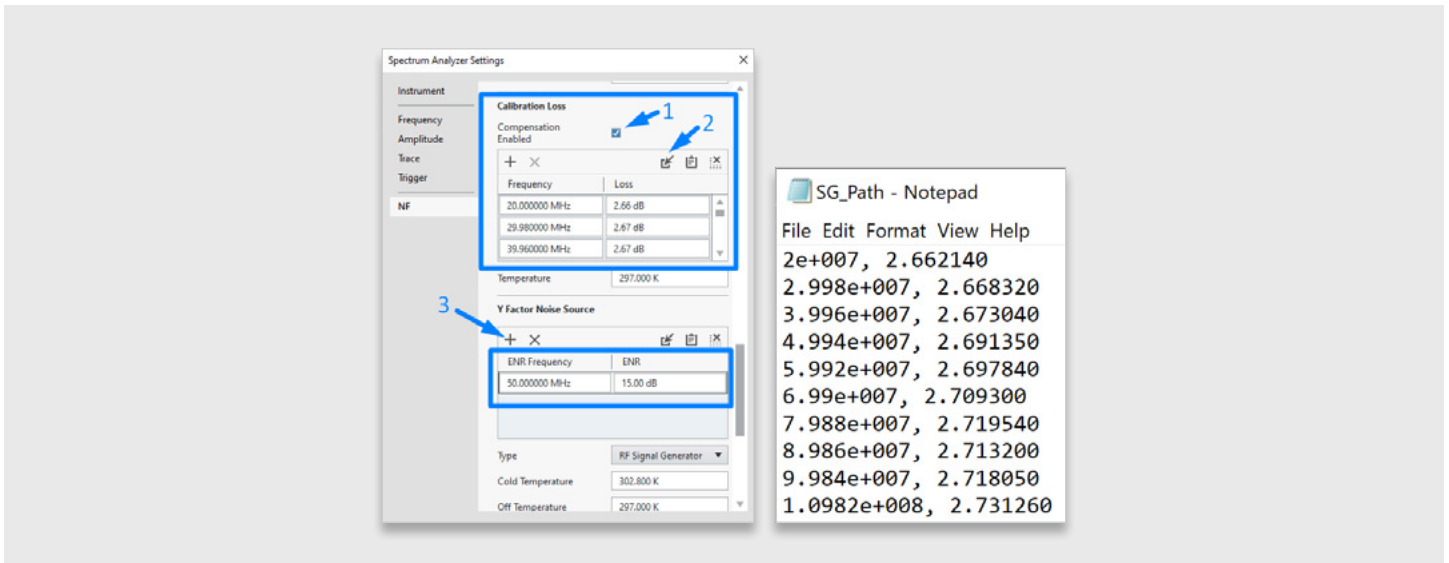 Spectrum Analyzer Settings
Instrument
Frequency
Amplitude
Trace
Trigger
NF
Calibration Loss
1
Compensation
Enabled
2
Frequency Loss
20.000000 MHz 2.66 dB
29.980000 MHz 2.67 dB
39.960000 MHz 2.67 dB
Temperature 297.000 K
3
Y Factor Noise Source
ENR Frequency ENR
50.000000 MHz 15.00 dB
Type RF Signal Generator
Cold Temperature 302.800 K
Off Temperature 297.000 K
SG_Path - Notepad
File Edit Format View Help
2e+007, 2.662140
2.998e+007, 2.668320
3.996e+007, 2.673040
4.994e+007, 2.691350
5.992e+007, 2.697840
6.99e+007, 2.709300
7.988e+007, 2.719540
8.986e+007, 2.713200
9.984e+007, 2.718050
1.0982e+008, 2.731260